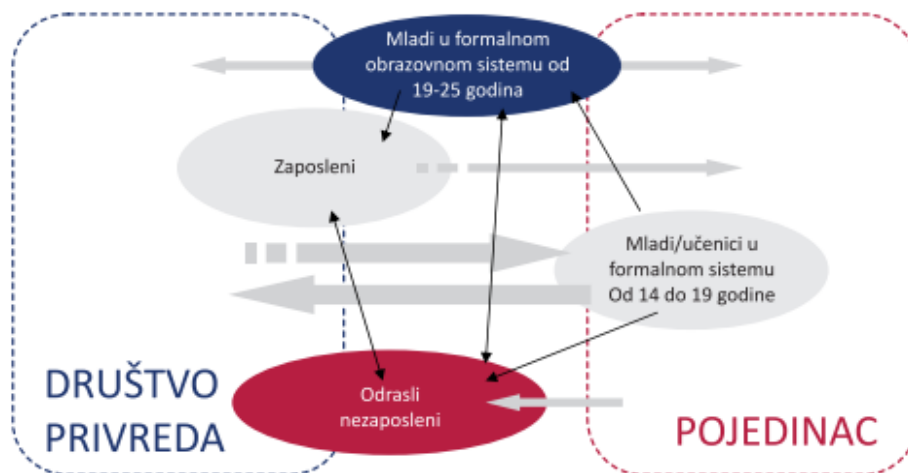 Mladi u formalnom
obrazovnom sistemu od
19-25 godina
Zaposleni
Mladi/učenici u
formalnom sistemu
Od 14 do 19 godine
Odrasli
nezaposleni
DRUŠTVO
PRIVREDA
POJEDINAC